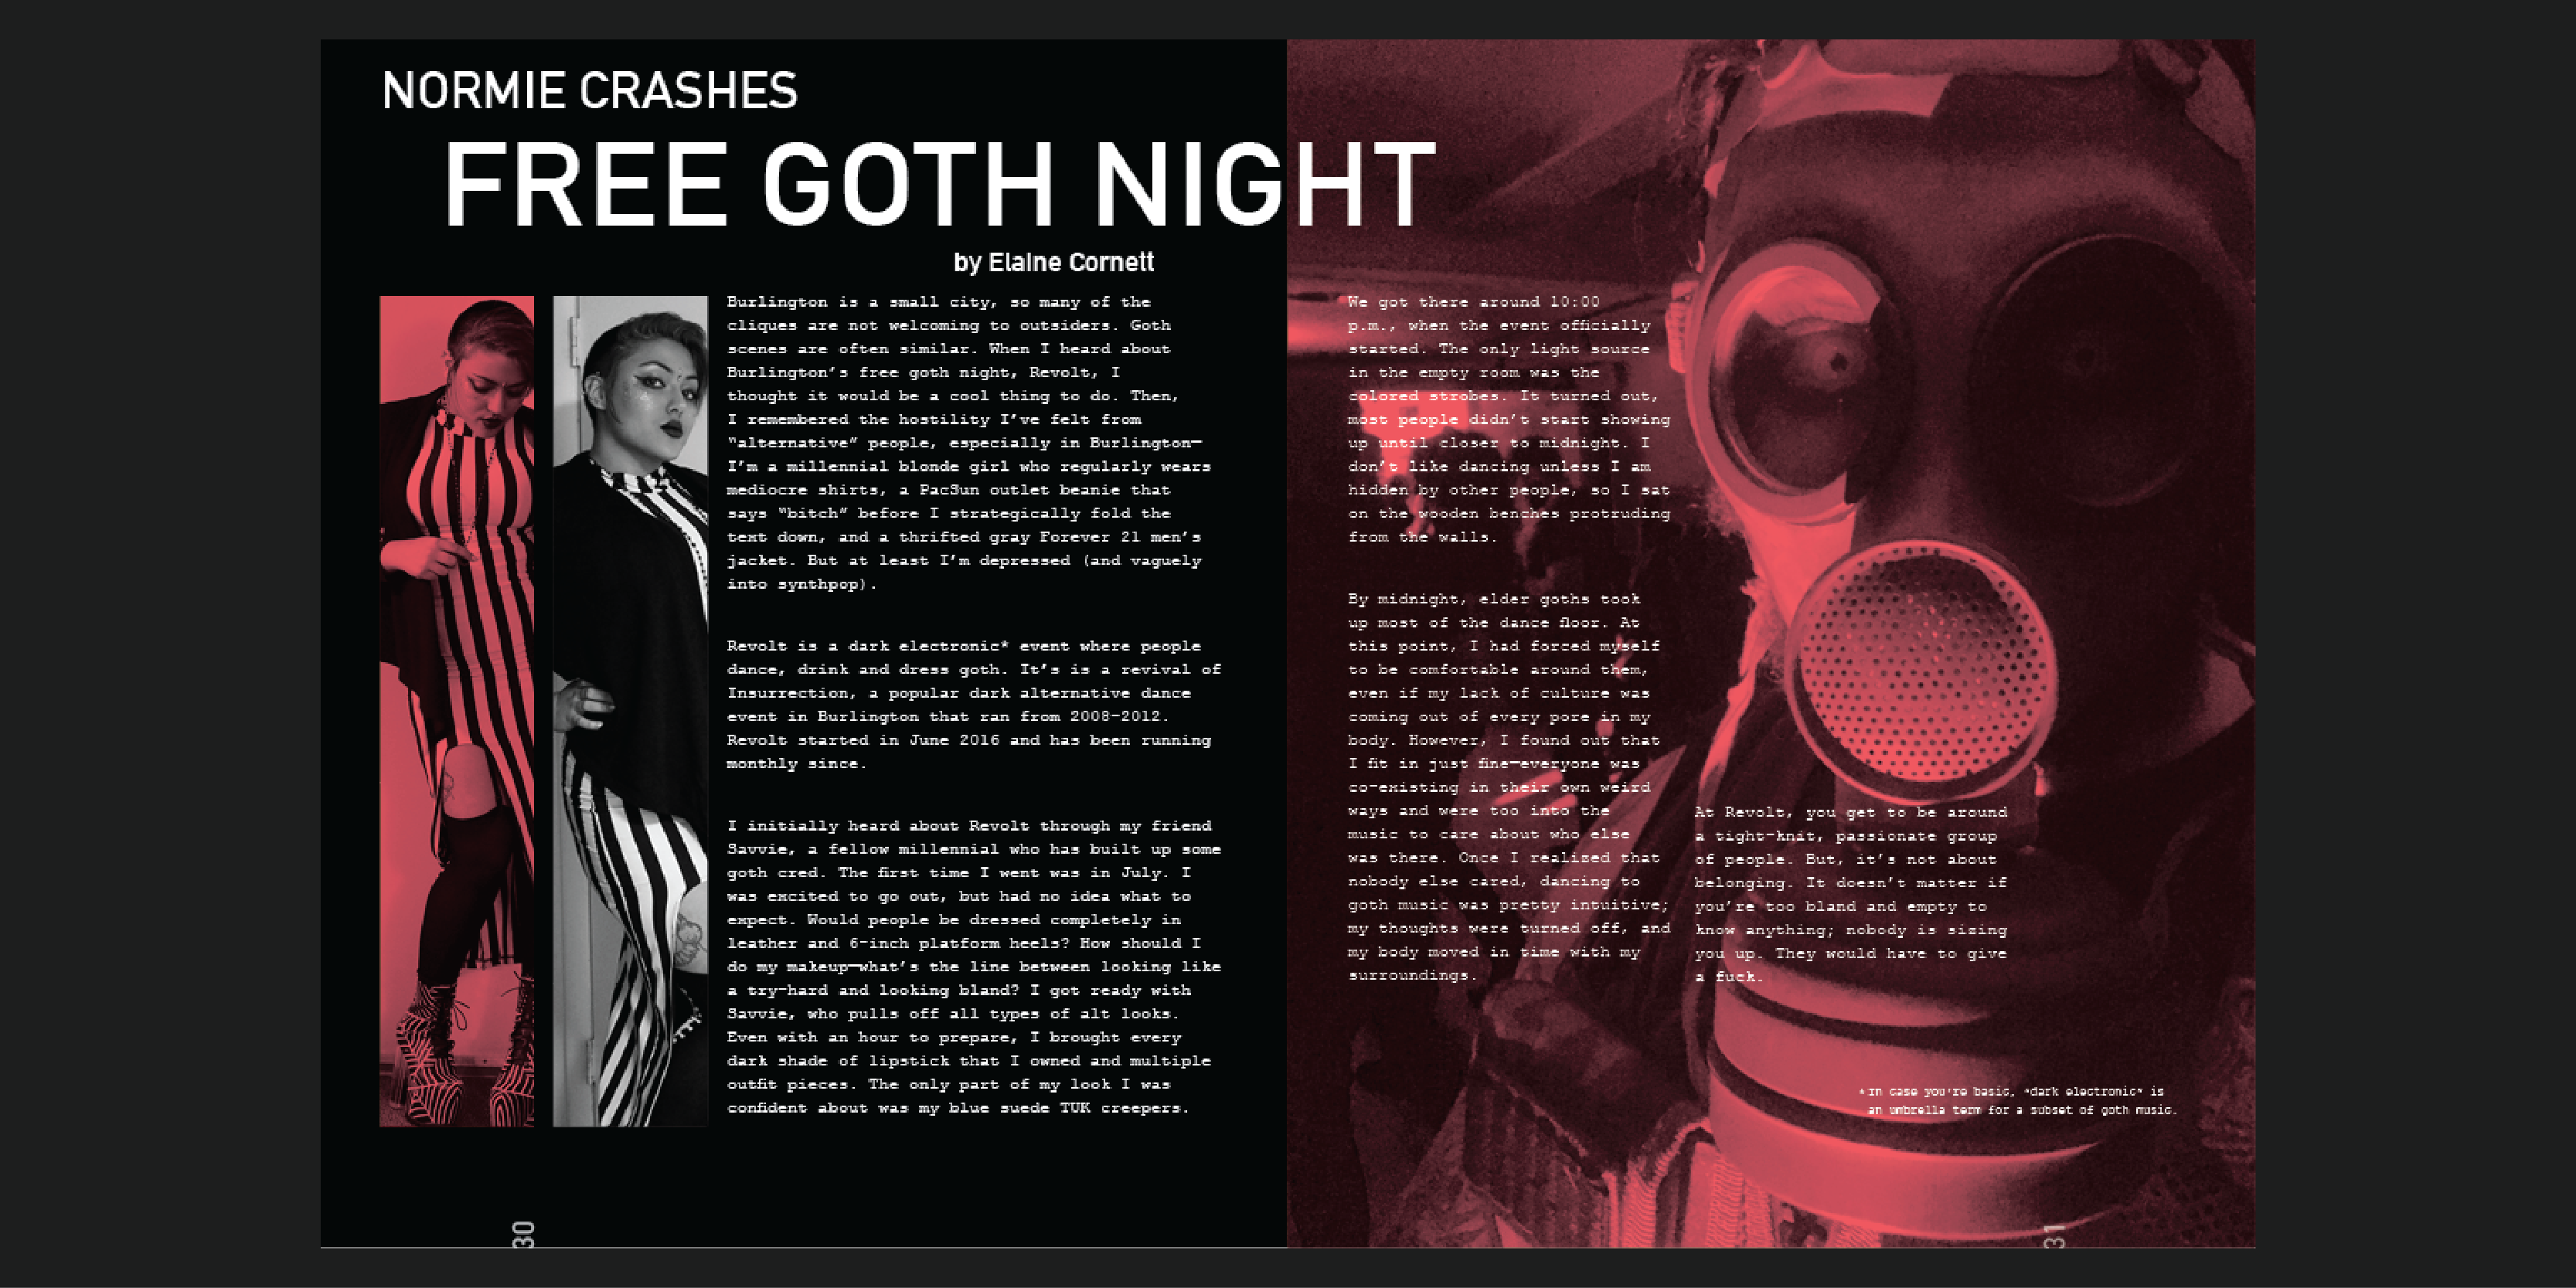 NORMIE CRASHES
FREE GOTH NIGHT
by Elaine Cornett
Burlington is a small city, so many of the
cliques are not welcoming to outsiders. Goth
scenes are often similar. When I heard about
Burlington's free goth night, Revolt, I
thought it would be a cool thing to do. Then,
I remembered the hostility I've felt from
"alternative" people, especially in Burlington—
I'm a millennial blonde girl who regularly wears
mediocre shirts, a PacSun outlet beanie that
says "bitch" before I strategically fold the
text down, and a thrifted gray Forever 21 men's
jacket. But at least I'm depressed (and vaguely
into synthpop).
Revolt is a dark electronic* event where people
dance, drink and dress goth. It's is a revival of
Insurrection, a popular dark alternative dance
event in Burlington that ran from 2008-2012.
Revolt started in June 2016 and has been running
monthly since.
I initially heard about Revolt through my friend
Savvie, a fellow millennial who has built up some
goth cred. The first time I went was in July. I
was excited to go out, but had no idea what to
expect. Would people be dressed completely in
leather and 6-inch platform heels? How should I
do my makeup—what's the line between looking like
a try-hard and looking bland? I got ready with
Savvie, who pulls off all types of alt looks.
Even with an hour to prepare, I brought every
dark shade of lipstick that I owned and multiple
outfit pieces. The only part of my look I was
confident about was my blue suede TUK creepers.
30
We got there around 10:00
p.m., when the event officially
started. The only light source
in the empty room was the
colored strobes. It turned out,
most people didn't start showing
up until closer to midnight. I
don't like dancing unless I am
hidden by other people, so I sat
on the wooden benches protruding
from the walls.
By midnight, elder goths took
up most of the dance floor. At
this point, I had forced myself
to be comfortable around them,
even if my lack of culture was
coming out of every pore in my
body. However, I found out that
I fit in just fine—everyone was
co-existing in their own weird
ways and were too into the
music to care about who else
was there. Once I realized that
nobody else cared, dancing to
goth music was pretty intuitive;
my thoughts were turned off, and
my body moved in time with my
surroundings.
At Revolt, you get to be around
a tight-knit, passionate group
of people. But, it's not about
belonging. It doesn't matter if
you're too bland and empty to
know anything; nobody is sizing
you up. They would have to give
a fuck.
*In case you're basic, "dark electronic" is
an umbrella term for a subset of goth music.
31